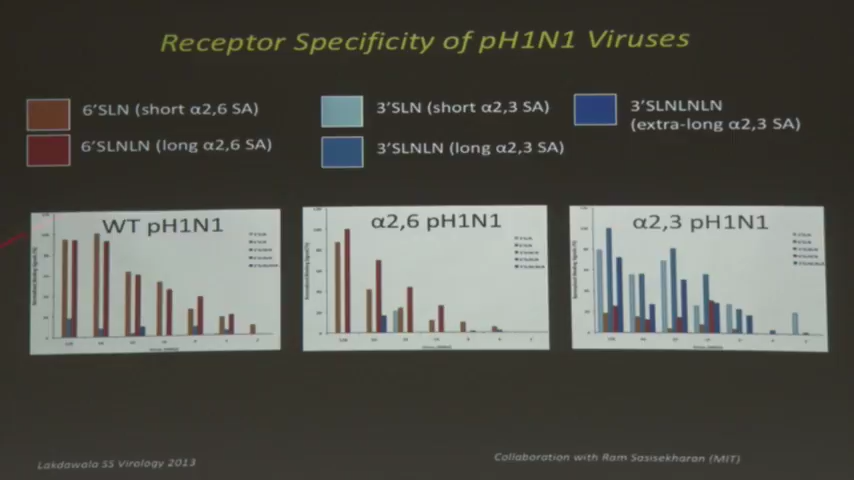 Receptor Specificity of pH1N1 Viruses
6'SLN (short α2,6 SA)
6'SLNLN (long α2,6 SA)
3'SLN (short α2,3 SA)
3'SLNLN (long α2,3 SA)
3'SLNLNLN
(extra-long α2,3 SA)
WT pH1N1
α2,6 pH1N1
α2,3 pH1N1
Lakdawala SS Virology 2013
Collaboration with Ram Sasisekharan (MIT)